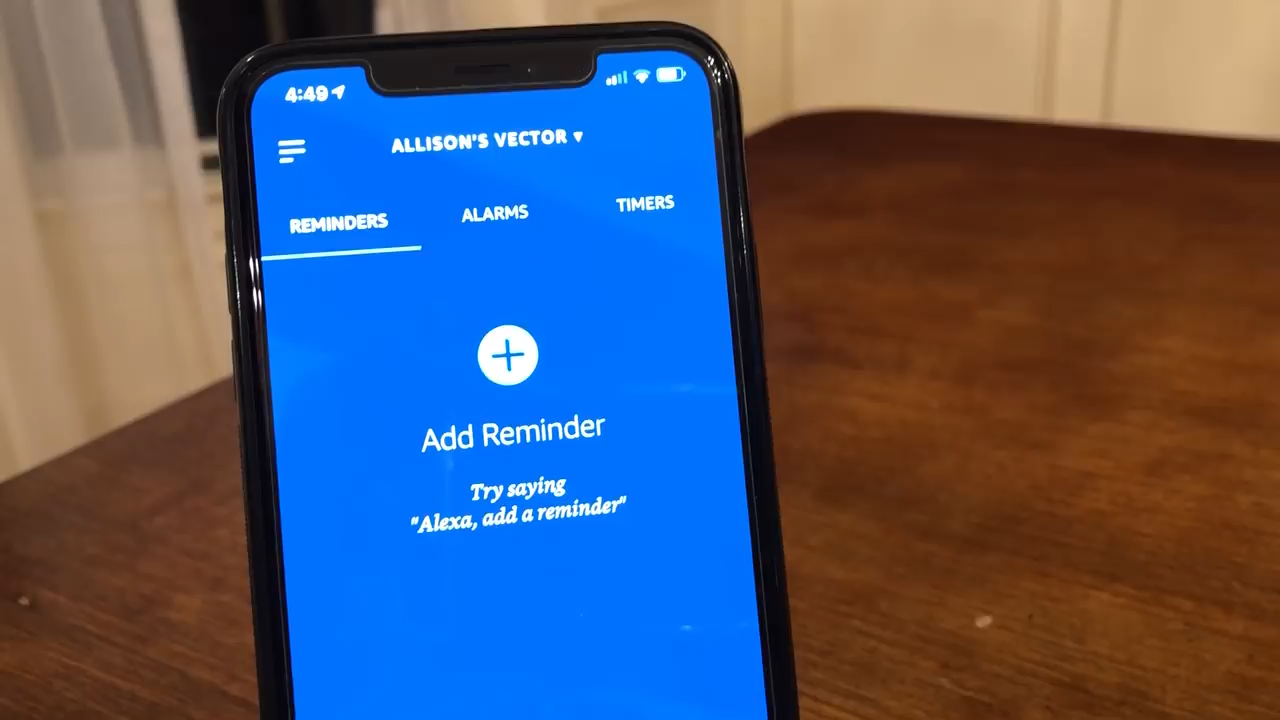 4:49
ALLISON'S VECTOR ▾
REMINDERS
ALARMS
TIMERS
Add Reminder
Try saying
"Alexa, add a reminder"